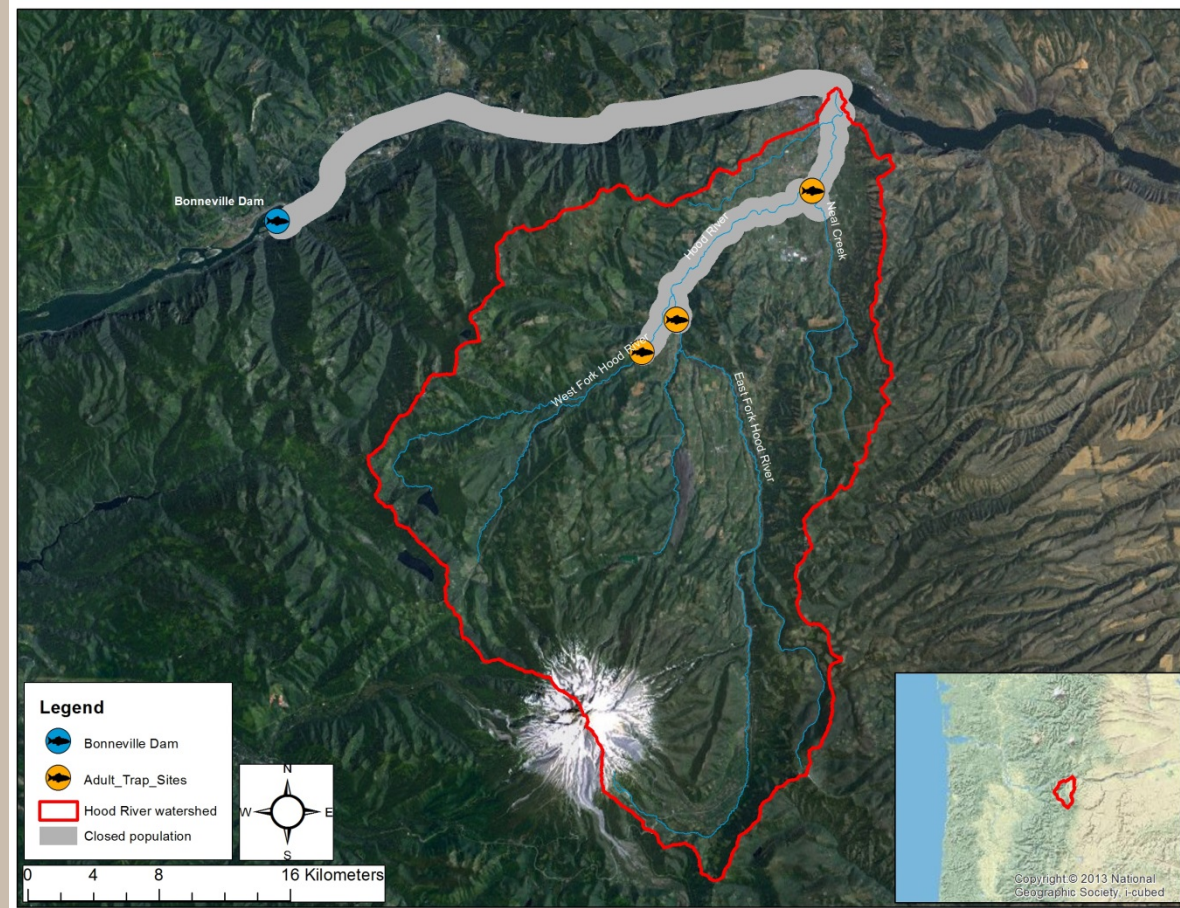 Bonneville Dam
Hood River
Neal Creek
West Fork Hood River
East Fork Hood River
Legend
Bonneville Dam
Adult_Trap_Sites
Hood River watershed
Closed population
N
W
E
S
0 4 8 16 Kilometers
Copyright:© 2013 National
Geographic Society, i-cubed